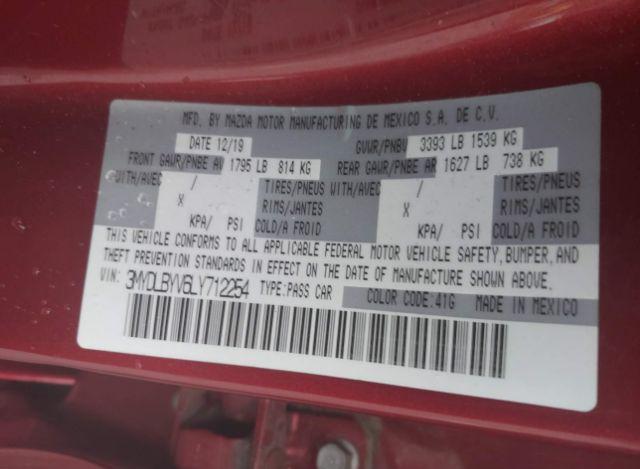 MFD. BY MAZDA MOTOR MANUFACTURING DE MEXICO S.A. DE C.V.
DATE 12/19 GVWR/PNBV 3393 LB 1539 KG
FRONT GAWR/PNBE AV 1795 LB 814 KG REAR GAWR/PNBE AR 1627 LB 738 KG
WITH/AVEC / TIRES/PNEUS WITH/AVEC / TIRES/PNEUS
X RIMS/JANTES X RIMS/JANTES
KPA/ PSI COLD/A FROID KPA/ PSI COLD/A FROID
THIS VEHICLE CONFORMS TO ALL APPLICABLE FEDERAL MOTOR VEHICLE SAFETY, BUMPER, AND
THEFT PREVENTION STANDARDS IN EFFECT ON THE DATE OF MANUFACTURE SHOWN ABOVE.
VIN: 3MYDLBYV6LY712254 TYPE:PASS CAR COLOR CODE:41G MADE IN MEXICO